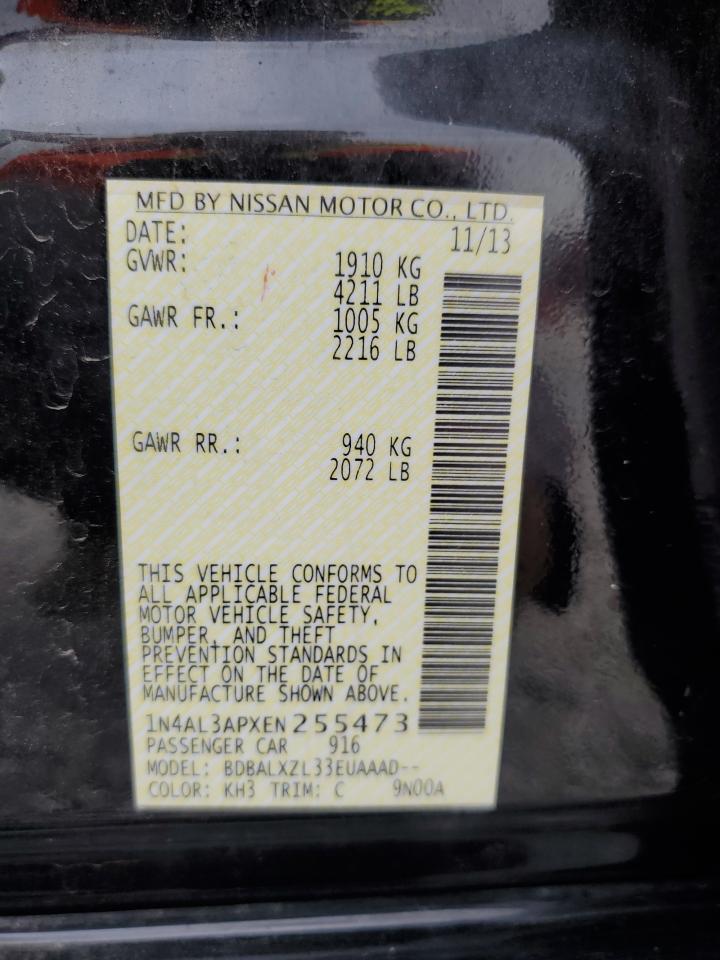 MFD BY NISSAN MOTOR CO., LTD.
DATE: 11/13
GVWR: 1910 KG
4211 LB
GAWR FR.: 1005 KG
2216 LB
GAWR RR.: 940 KG
2072 LB
THIS VEHICLE CONFORMS TO
ALL APPLICABLE FEDERAL
MOTOR VEHICLE SAFETY,
BUMPER, AND THEFT
PREVENTION STANDARDS IN
EFFECT ON THE DATE OF
MANUFACTURE SHOWN ABOVE.
1N4AL3APXEN255473
PASSENGER CAR 916
MODEL: BDBALXZL33EUAAAD--
COLOR: KH3 TRIM: C 9N00A